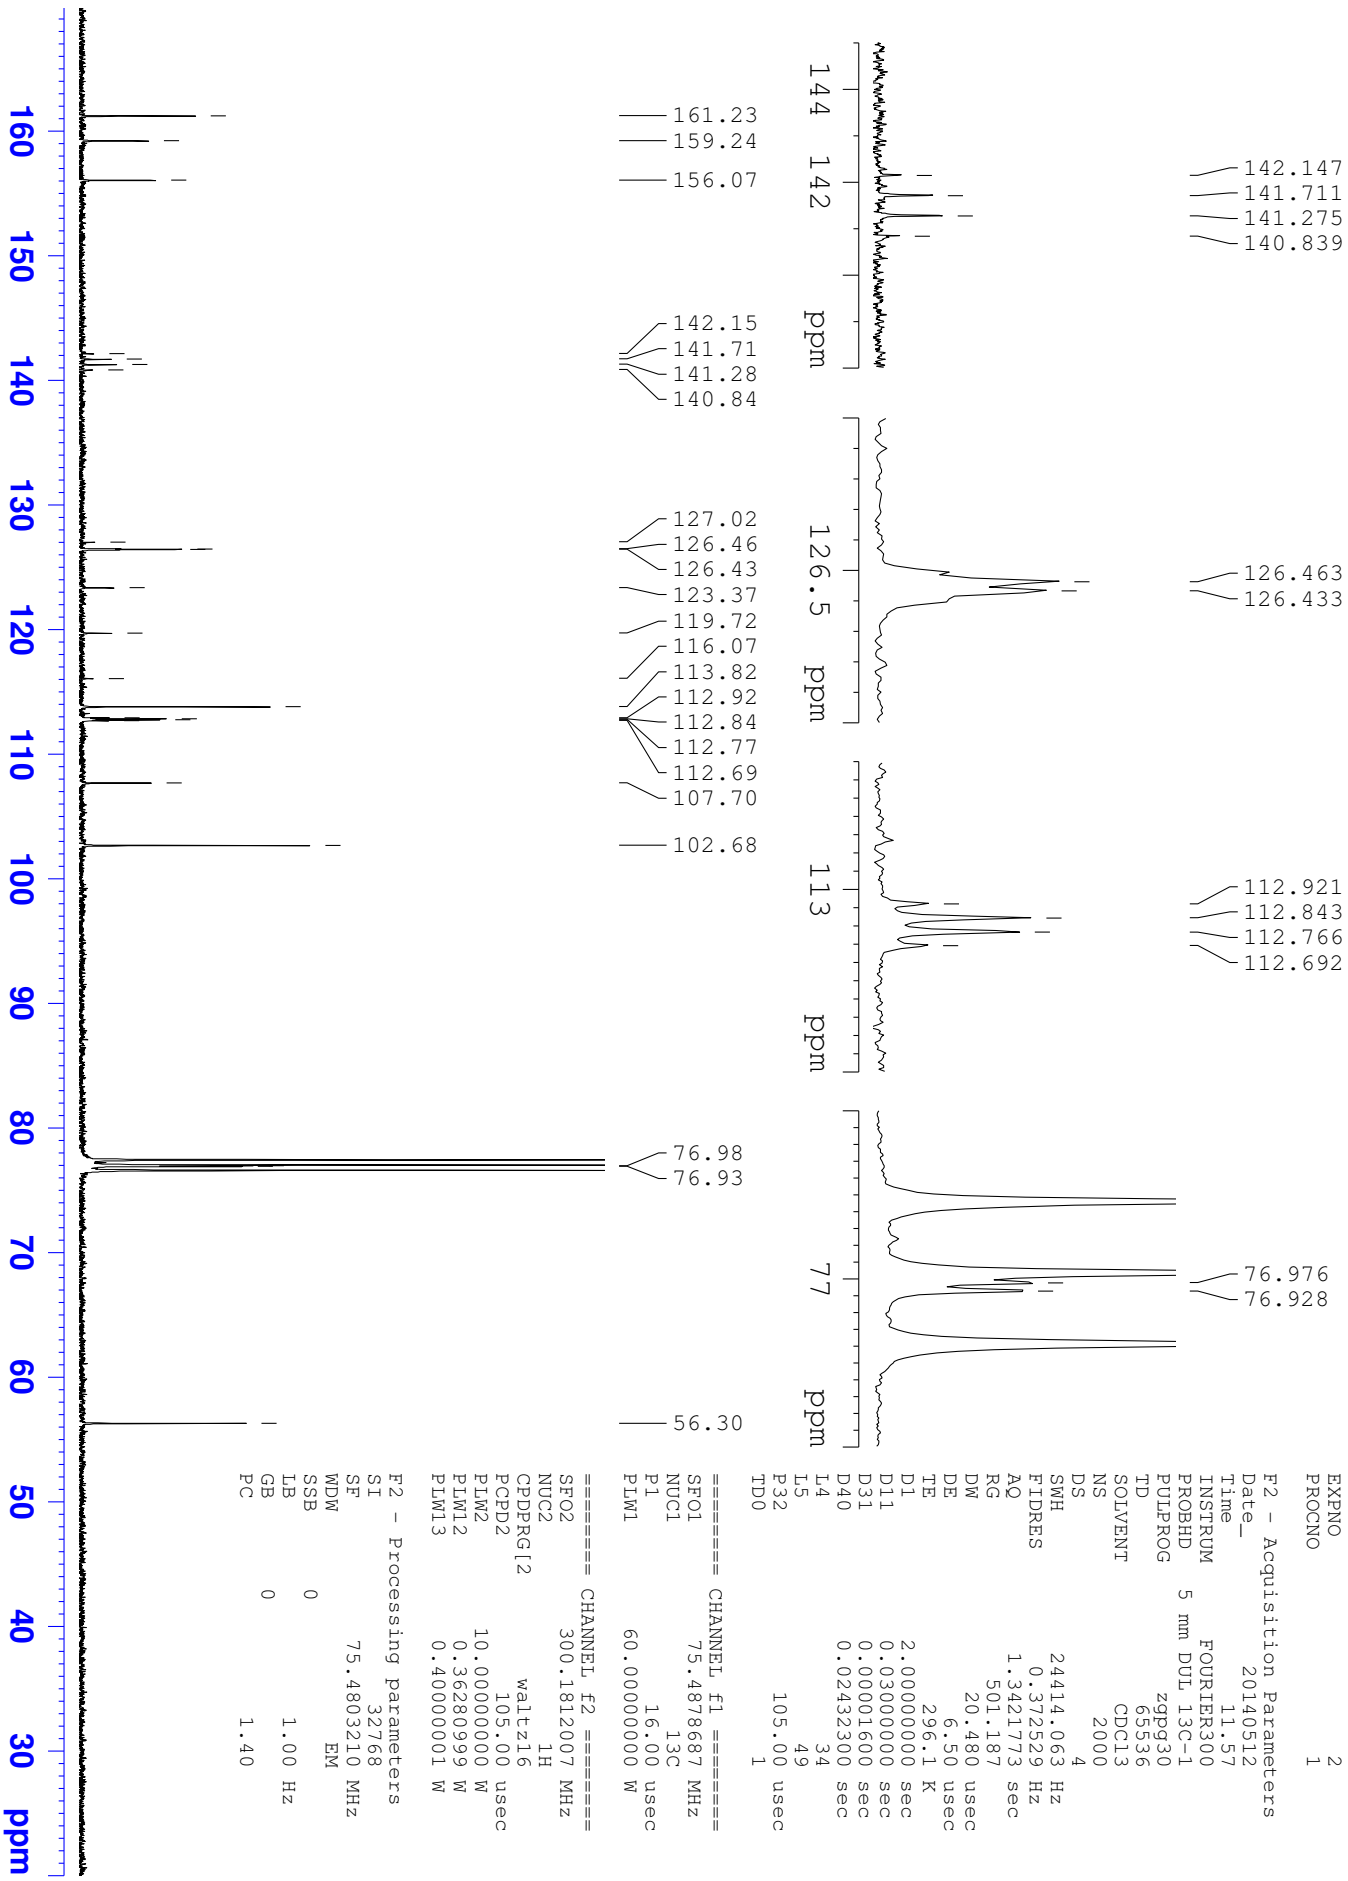 EXPNO 2
PROCNO 1
F2 - Acquisition Parameters
Date_ 20140512
Time 11.57
INSTRUM FOURIER300
PROBHD 5 mm DUL 13C-1
PULPROG zgpg30
TD 65536
SOLVENT CDCl3
NS 2000
DS 4
SWH 24414.063 Hz
FIDRES 0.372529 Hz
AQ 1.3421773 sec
RG 501.187
DW 20.480 usec
DE 6.50 usec
TE 296.1 K
D1 2.00000000 sec
D11 0.03000000 sec
D31 0.00001600 sec
D40 0.02432300 sec
L4 34
L5 49
P32 105.00 usec
TD0 1
======== CHANNEL f1 ========
SFO1 75.4878687 MHz
NUC1 13C
P1 16.00 usec
PLW1 60.00000000 W
======== CHANNEL f2 ========
SFO2 300.1812007 MHz
NUC2 1H
CPDPRG[2 waltz16
PCPD2 105.00 usec
PLW2 10.00000000 W
PLW12 0.36280999 W
PLW13 0.40000001 W
F2 - Processing parameters
SI 32768
SF 75.4803210 MHz
WDW EM
SSB 0
LB 1.00 Hz
GB 0
PC 1.40
142.147
141.711
141.275
140.839
144 142 ppm
126.463
126.433
126.5 ppm
112.921
112.843
112.766
112.692
113 ppm
76.976
76.928
77 ppm
161.23
159.24
156.07
142.15
141.71
141.28
140.84
127.02
126.46
126.43
123.37
119.72
116.07
113.82
112.92
112.84
112.77
112.69
107.70
102.68
76.98
76.93
56.30
160 150 140 130 120 110 100 90 80 70 60 50 40 30 ppm